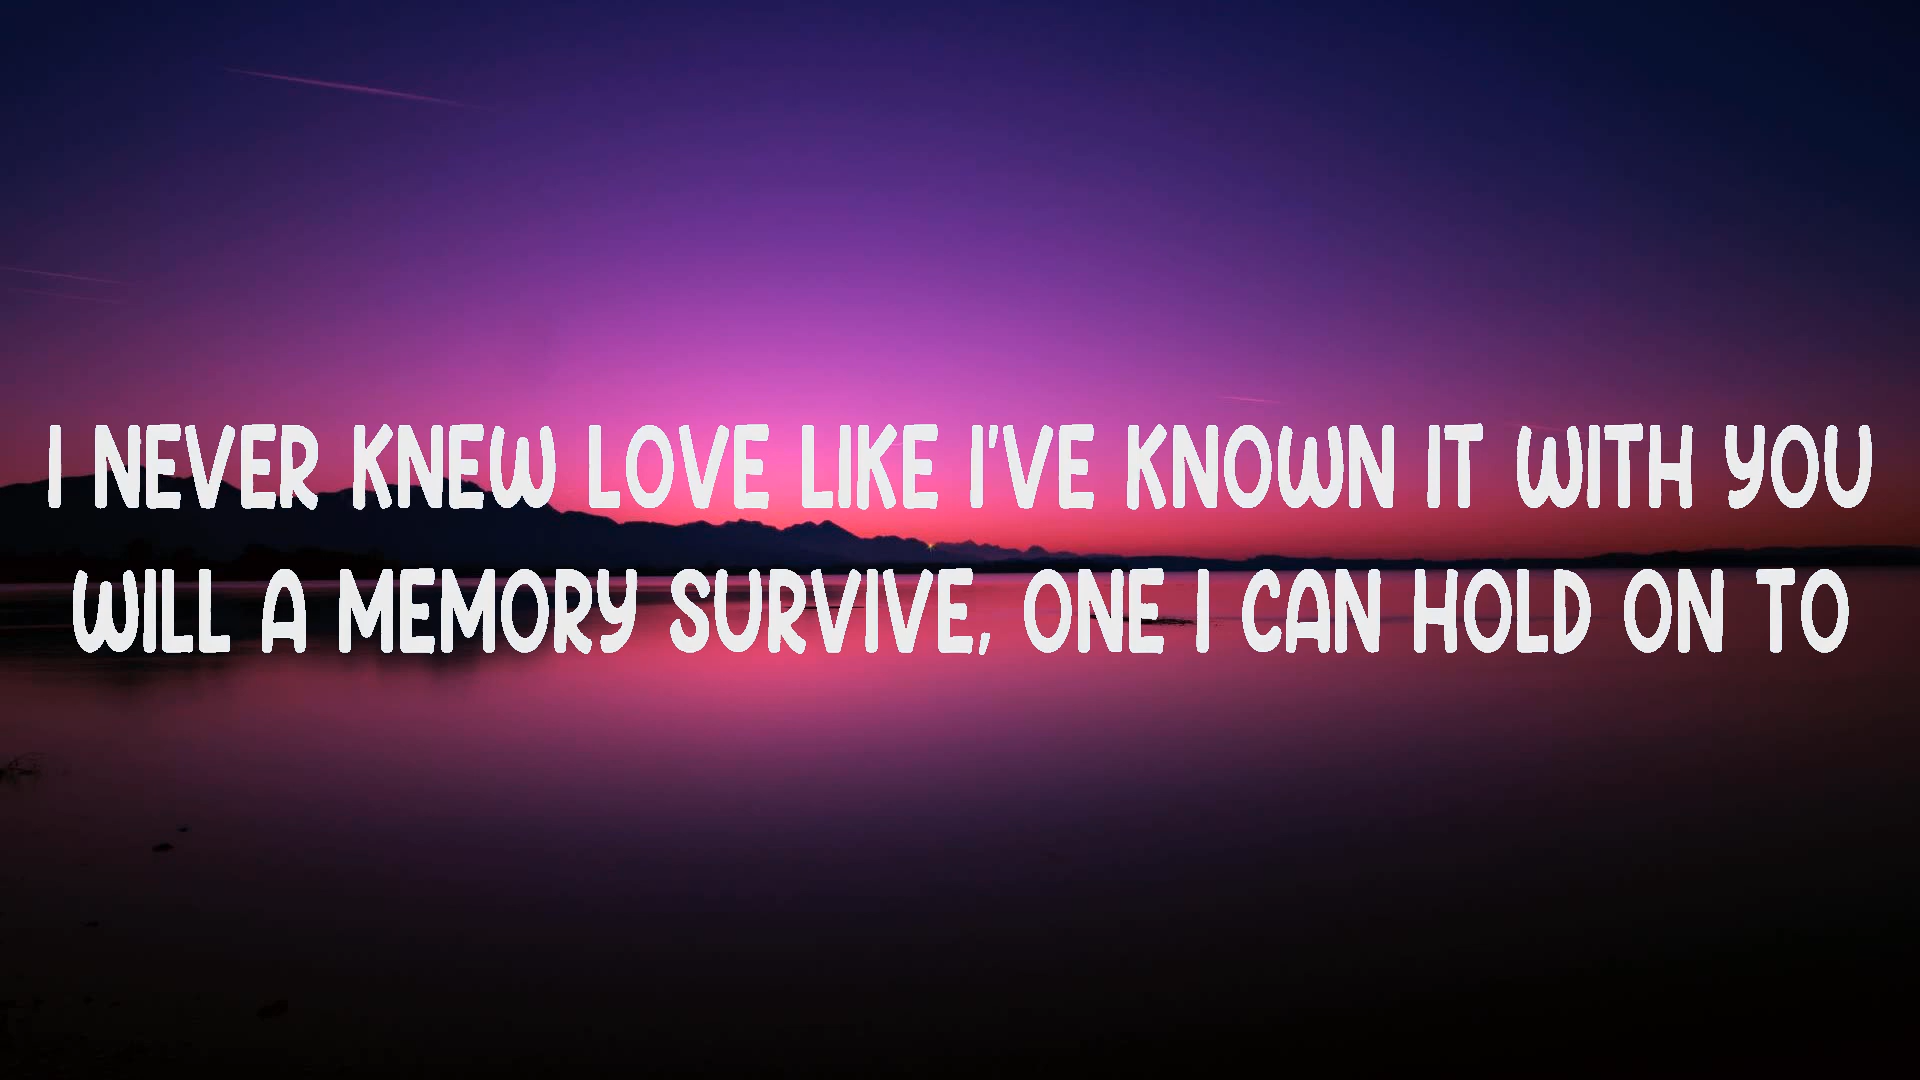 I NEVER KNEW LOVE LIKE I'VE KNOWN IT WITH YOU
WILL A MEMORY SURVIVE, ONE I CAN HOLD ON TO